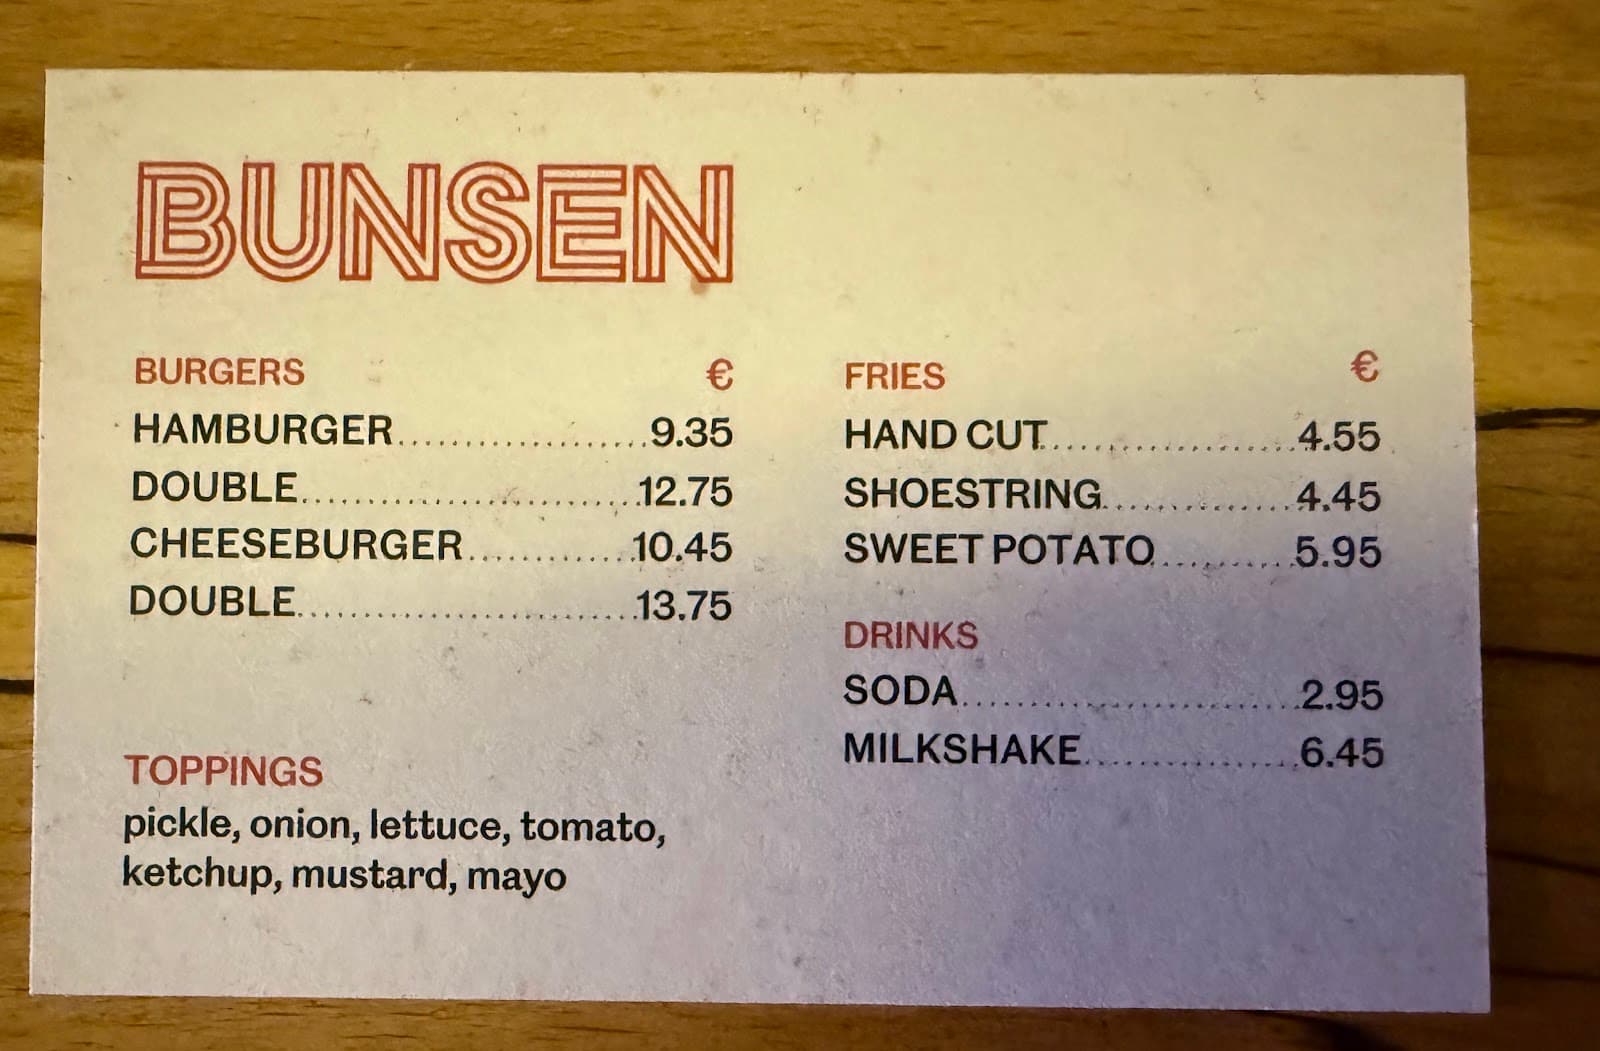 BUNSEN
BURGERS €
HAMBURGER....................9.35
DOUBLE..........................12.75
CHEESEBURGER.............10.45
DOUBLE..........................13.75
TOPPINGS
pickle, onion, lettuce, tomato,
ketchup, mustard, mayo
FRIES €
HAND CUT....................4.55
SHOESTRING...............4.45
SWEET POTATO...........5.95
DRINKS
SODA..........................2.95
MILKSHAKE.................6.45